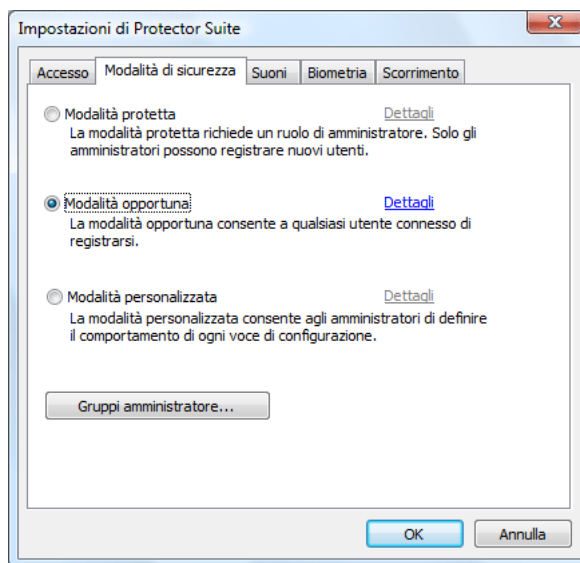 Impostazioni di Protector Suite
Accesso Modalità di sicurezza Suoni Biometria Scorrimento
Modalità protetta Dettagli
La modalità protetta richiede un ruolo di amministratore. Solo gli
amministratori possono registrare nuovi utenti.
Modalità opportuna Dettagli
La modalità opportuna consente a qualsiasi utente connesso di
registrarsi.
Modalità personalizzata Dettagli
La modalità personalizzata consente agli amministratori di definire
il comportamento di ogni voce di configurazione.
Gruppi amministratore...
OK Annulla